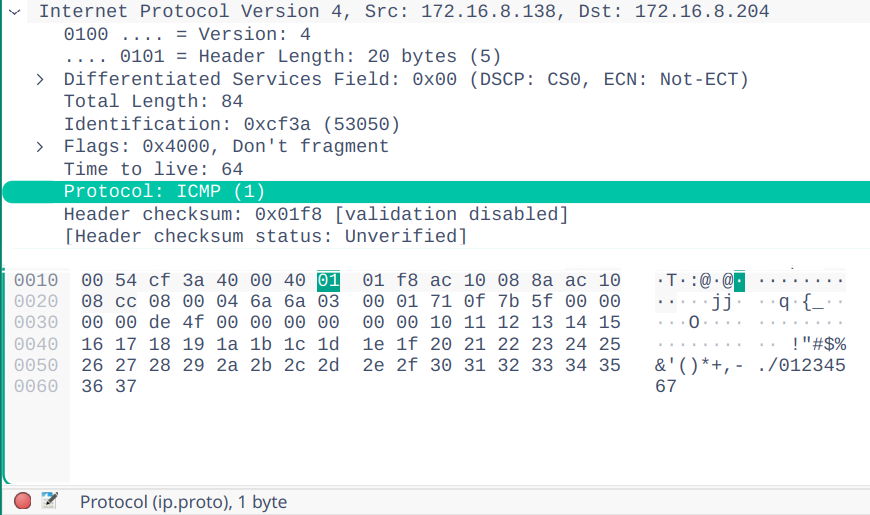 Internet Protocol Version 4, Src: 172.16.8.138, Dst: 172.16.8.204
0100 .... = Version: 4
.... 0101 = Header Length: 20 bytes (5)
Differentiated Services Field: 0x00 (DSCP: CS0, ECN: Not-ECT)
Total Length: 84
Identification: 0xcf3a (53050)
Flags: 0x4000, Don't fragment
Time to live: 64
Protocol: ICMP (1)
Header checksum: 0x01f8 [validation disabled]
[Header checksum status: Unverified]
0010 00 54 cf 3a 40 00 40 01 01 f8 ac 10 08 8a ac 10 ·T·:@·@· ········
0020 08 cc 08 00 04 6a 6a 03 00 01 71 0f 7b 5f 00 00 ·····jj· ··q·{_··
0030 00 00 de 4f 00 00 00 00 00 00 10 11 12 13 14 15 ···O···· ········
0040 16 17 18 19 1a 1b 1c 1d 1e 1f 20 21 22 23 24 25 ········ ·· !"#$%
0050 26 27 28 29 2a 2b 2c 2d 2e 2f 30 31 32 33 34 35 &'()*+,- ./012345
0060 36 37 67
Protocol (ip.proto), 1 byte